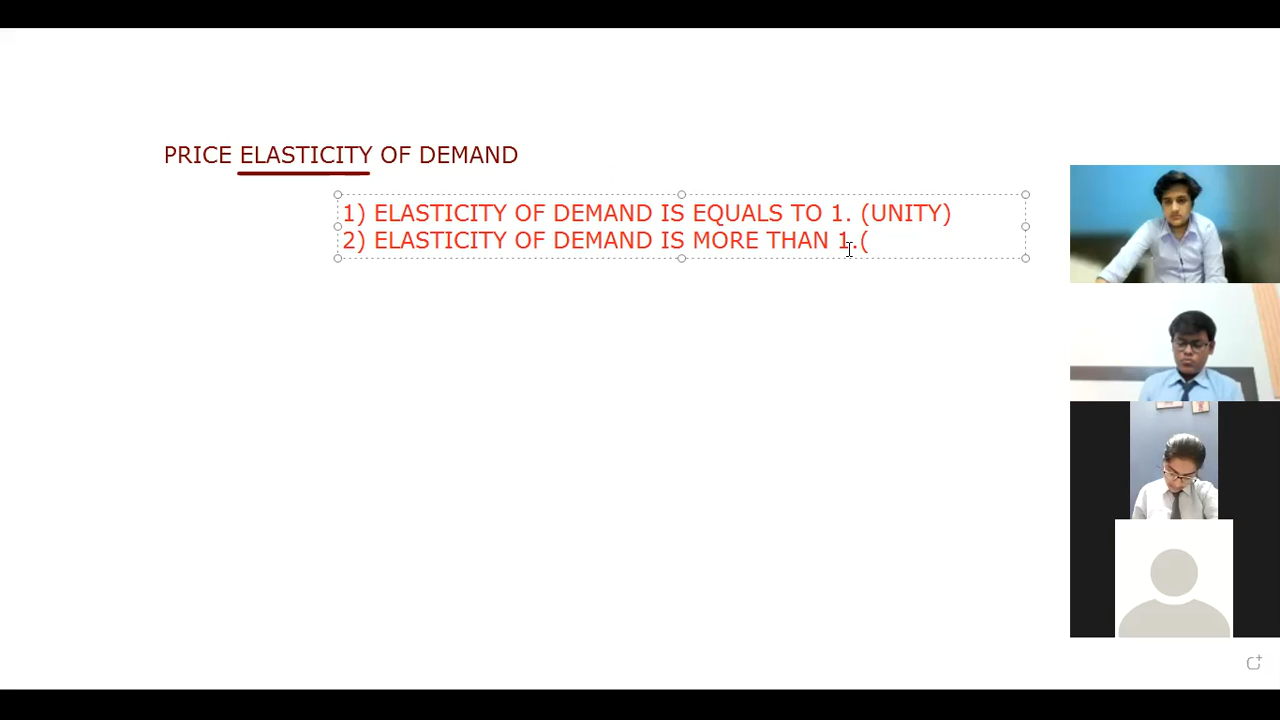 PRICE ELASTICITY OF DEMAND
1) ELASTICITY OF DEMAND IS EQUALS TO 1. (UNITY)
2) ELASTICITY OF DEMAND IS MORE THAN 1.(